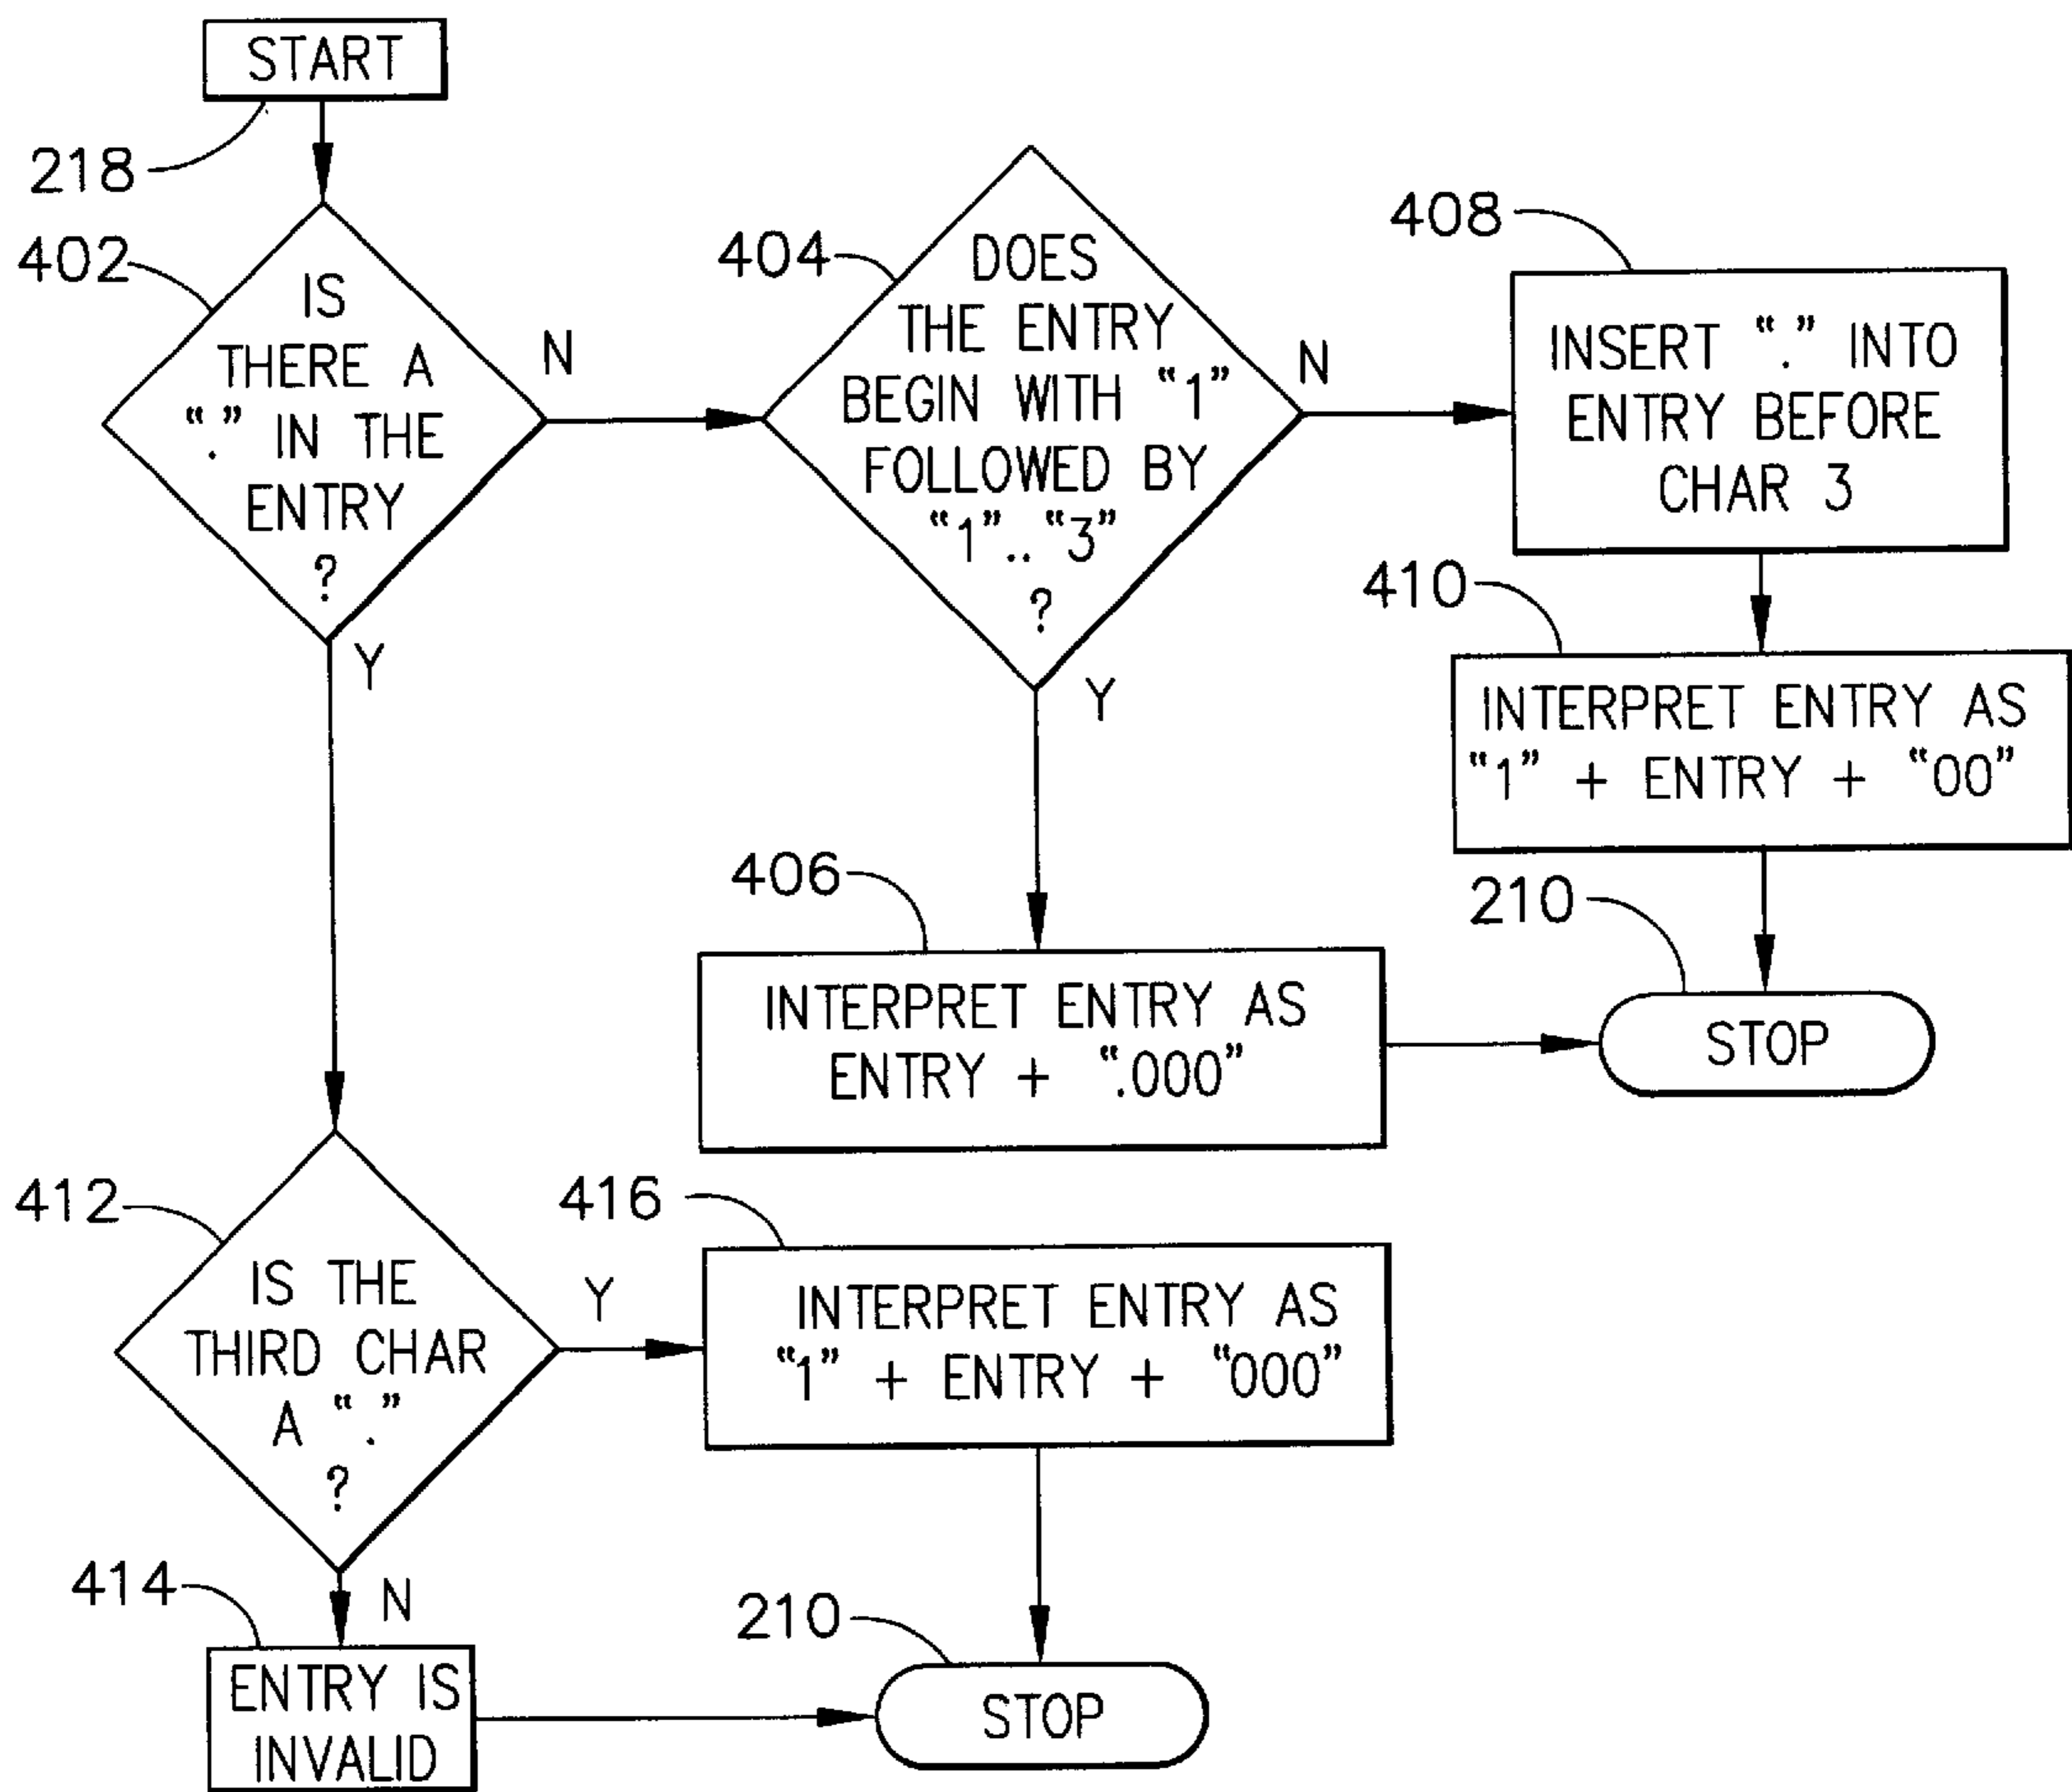 START
218
402
IS
THERE A
“.” IN THE
ENTRY
?
N
Y
404
DOES
THE ENTRY
BEGIN WITH “1”
FOLLOWED BY
“1”..“3”
?
N
Y
408
INSERT “.” INTO
ENTRY BEFORE
CHAR 3
410
INTERPRET ENTRY AS
“1” + ENTRY + “00”
406
INTERPRET ENTRY AS
ENTRY + “.000”
210
STOP
412
IS THE
THIRD CHAR
A “.”
?
Y
N
416
INTERPRET ENTRY AS
“1” + ENTRY + “000”
414
ENTRY IS
INVALID
210
STOP